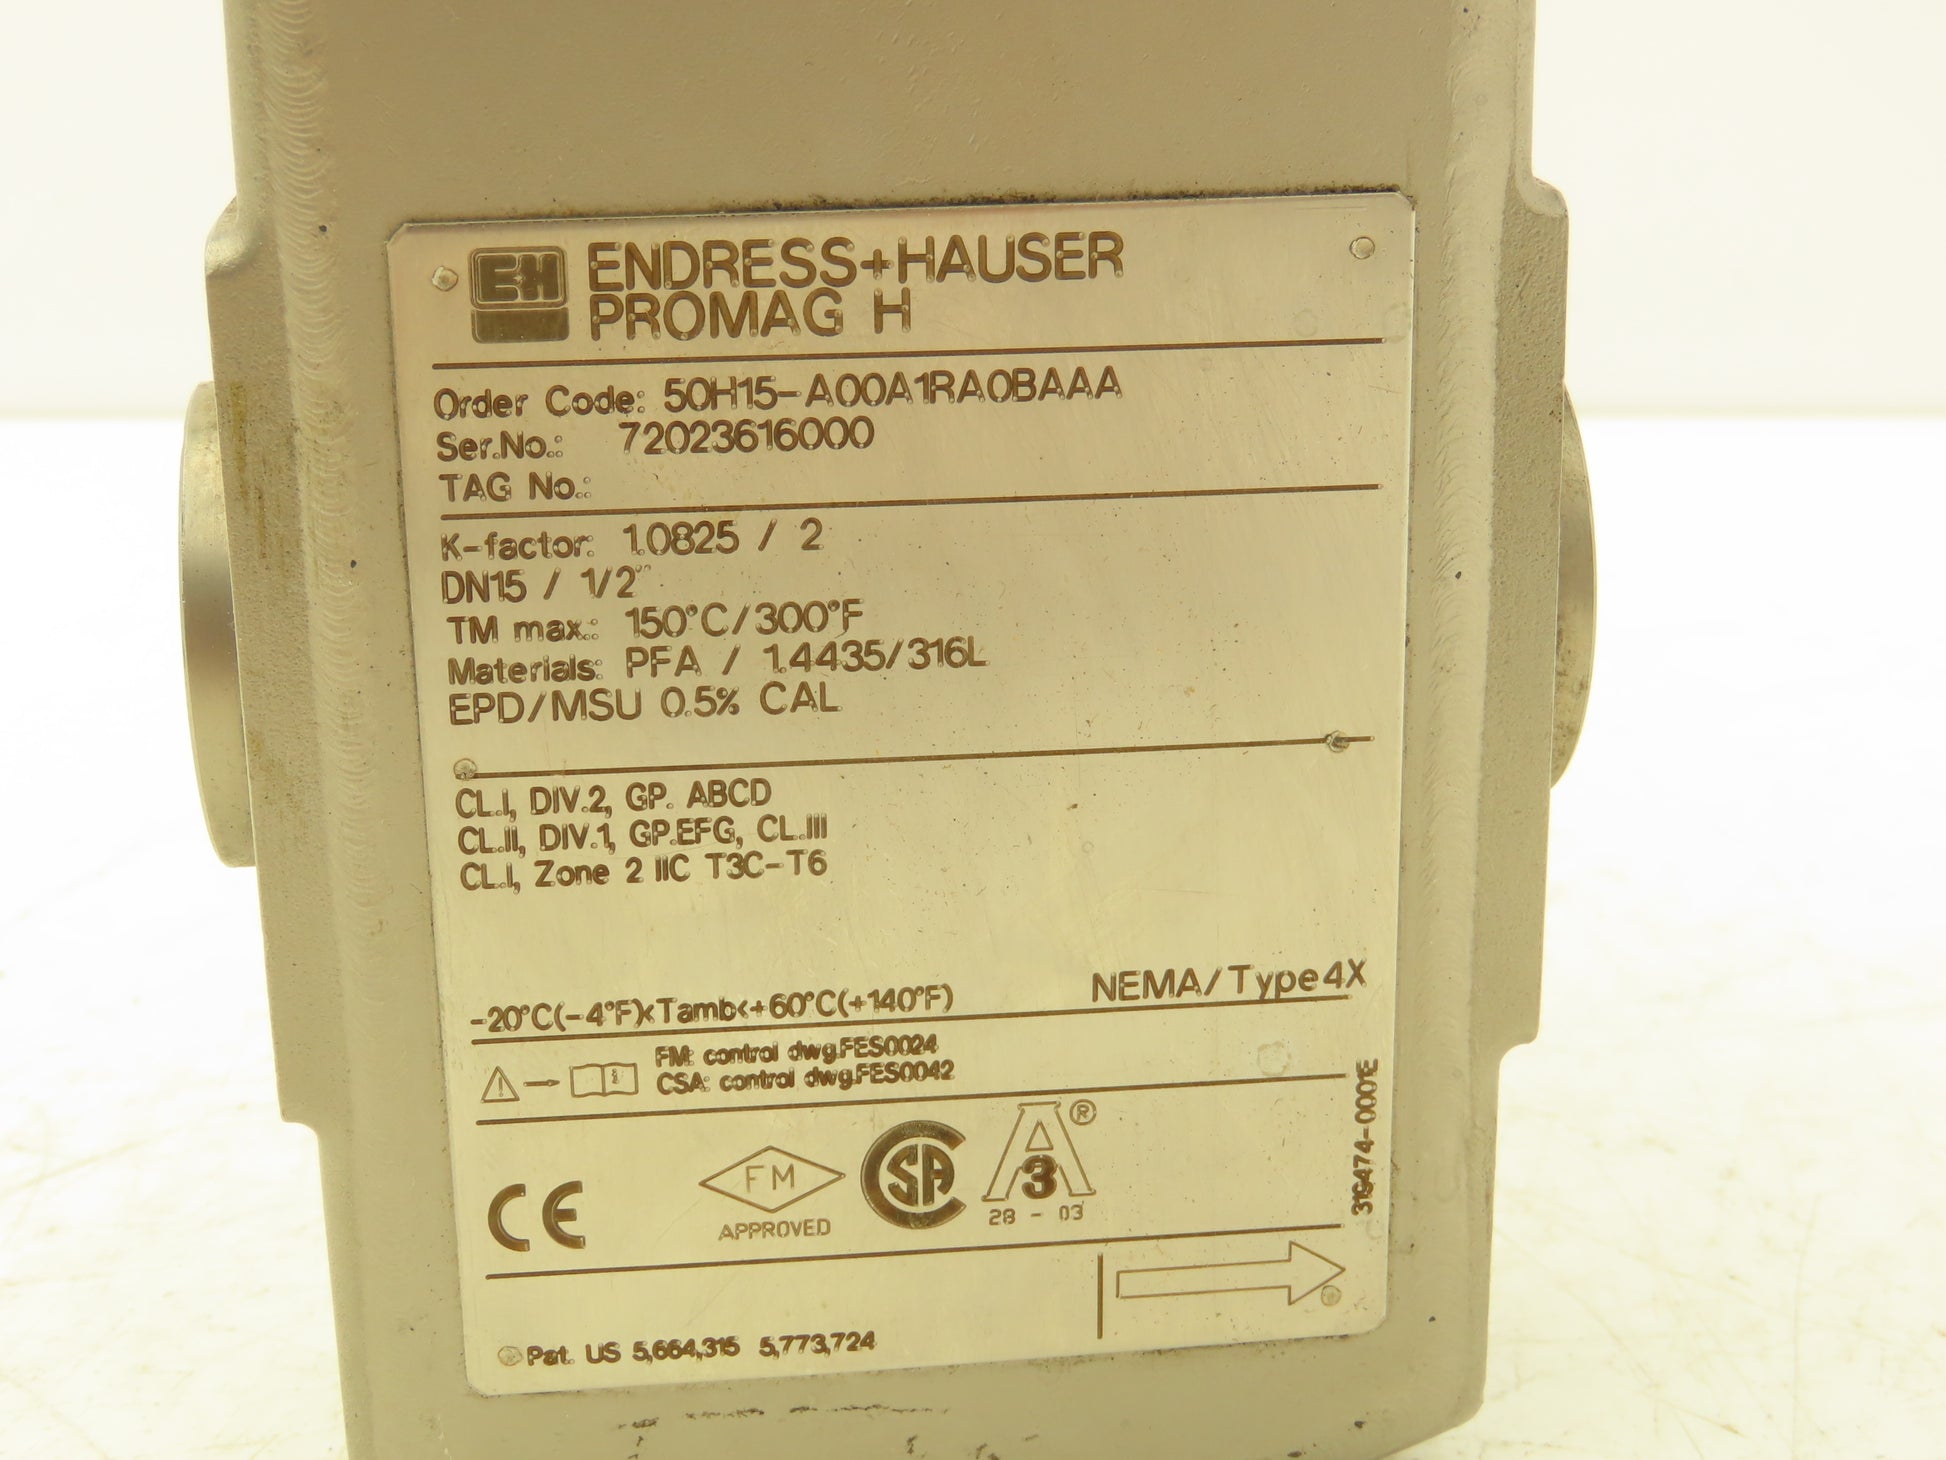 E+H ENDRESS+HAUSER
PROMAG H
Order Code: 50H15-A00A1RA0BAAA
Ser.No.: 72023616000
TAG No.:
K-factor: 1.0825 / 2
DN15 / 1/2"
TM max.: 150°C/300°F
Materials: PFA / 1.4435/316L
EPD/MSU 0.5% CAL
CL.I, DIV.2, GP. ABCD
CL.II, DIV.1, GP.EFG, CL.III
CL.I, Zone 2 IIC T3C-T6
-20°C(-4°F)<Tamb<+60°C(+140°F) NEMA/Type4X
FM: control dwg.FES0024
CSA: control dwg.FES0042
319474-0001E
CE
FM
APPROVED
CSA
A ®
3
28 - 03
Pat. US 5,664,315 5,773,724